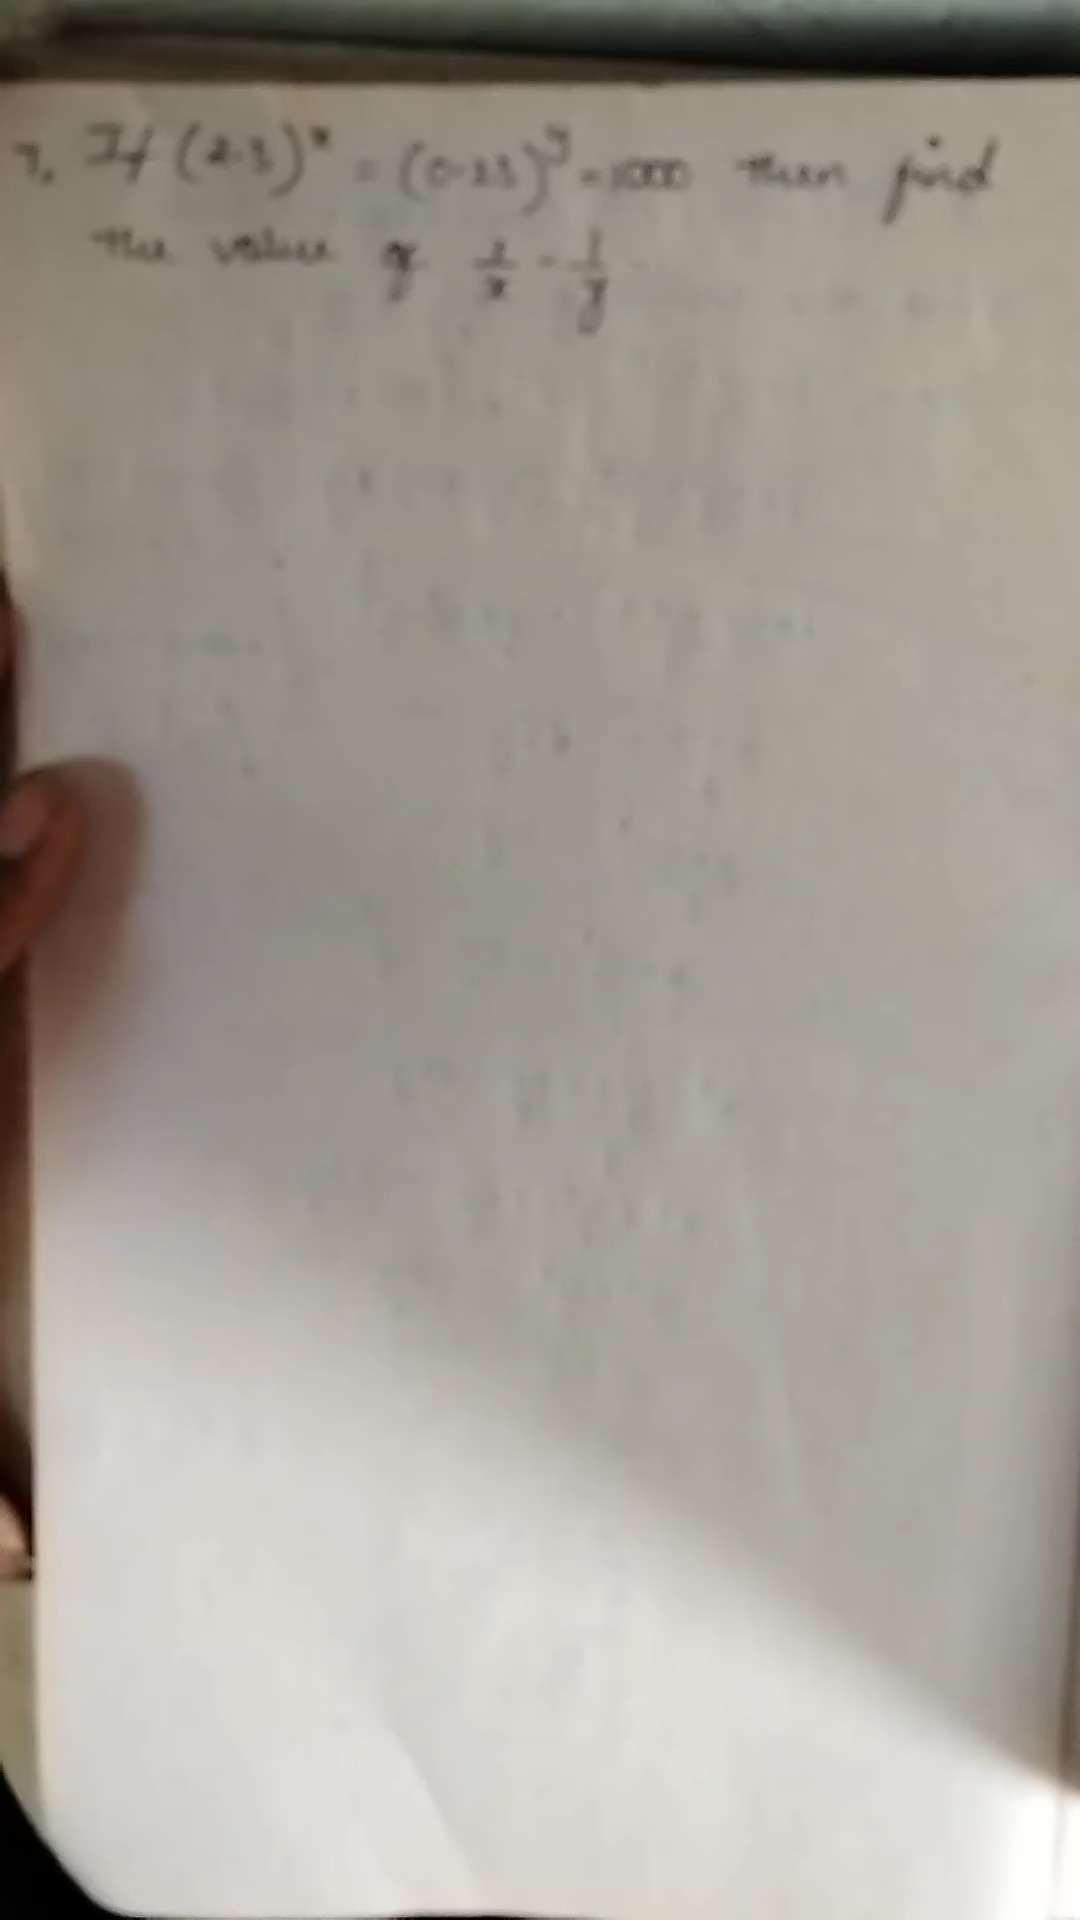 7. If (2.3)ˣ = (0.23)ʸ = 1000 then find
the value of 1/x - 1/y.